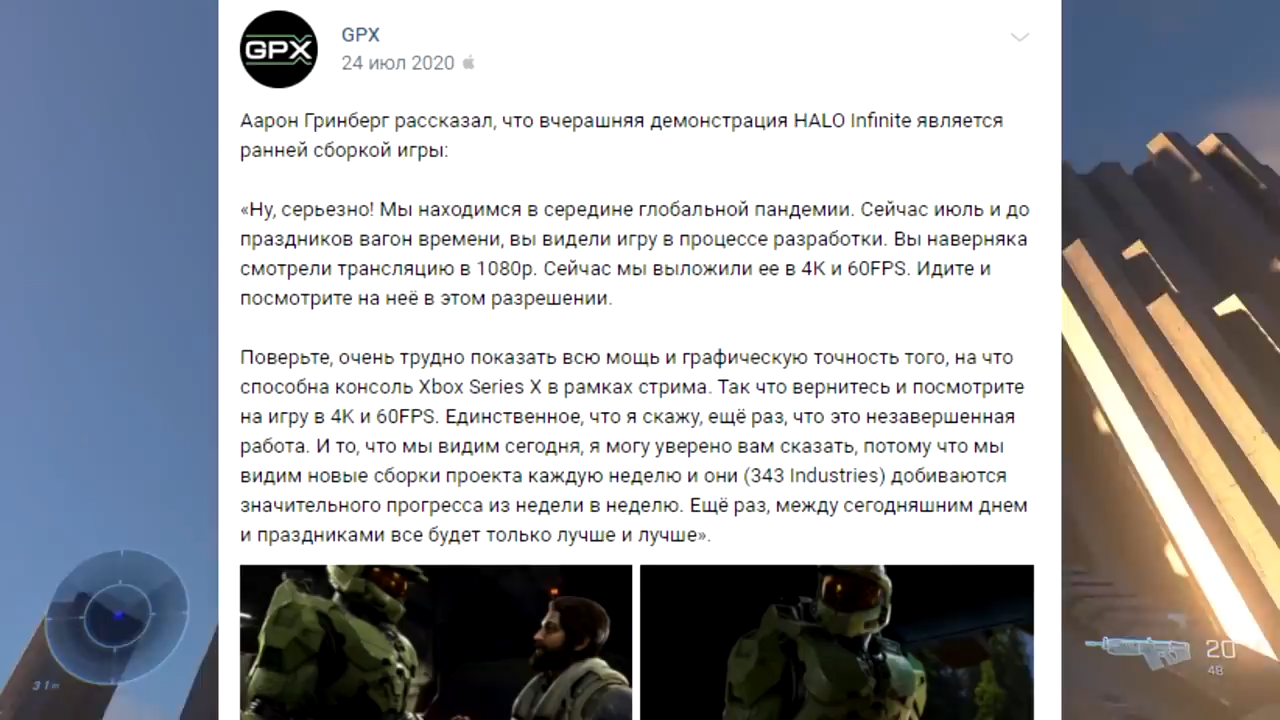 GPX
GPX
24 июл 2020
Аарон Гринберг рассказал, что вчерашняя демонстрация HALO Infinite является
ранней сборкой игры:
«Ну, серьезно! Мы находимся в середине глобальной пандемии. Сейчас июль и до
праздников вагон времени, вы видели игру в процессе разработки. Вы наверняка
смотрели трансляцию в 1080p. Сейчас мы выложили ее в 4K и 60FPS. Идите и
посмотрите на неё в этом разрешении.
Поверьте, очень трудно показать всю мощь и графическую точность того, на что
способна консоль Xbox Series X в рамках стрима. Так что вернитесь и посмотрите
на игру в 4K и 60FPS. Единственное, что я скажу, ещё раз, что это незавершенная
работа. И то, что мы видим сегодня, я могу уверено вам сказать, потому что мы
видим новые сборки проекта каждую неделю и они (343 Industries) добиваются
значительного прогресса из недели в неделю. Ещё раз, между сегодняшним днем
и праздниками все будет только лучше и лучше».
31m
20
48